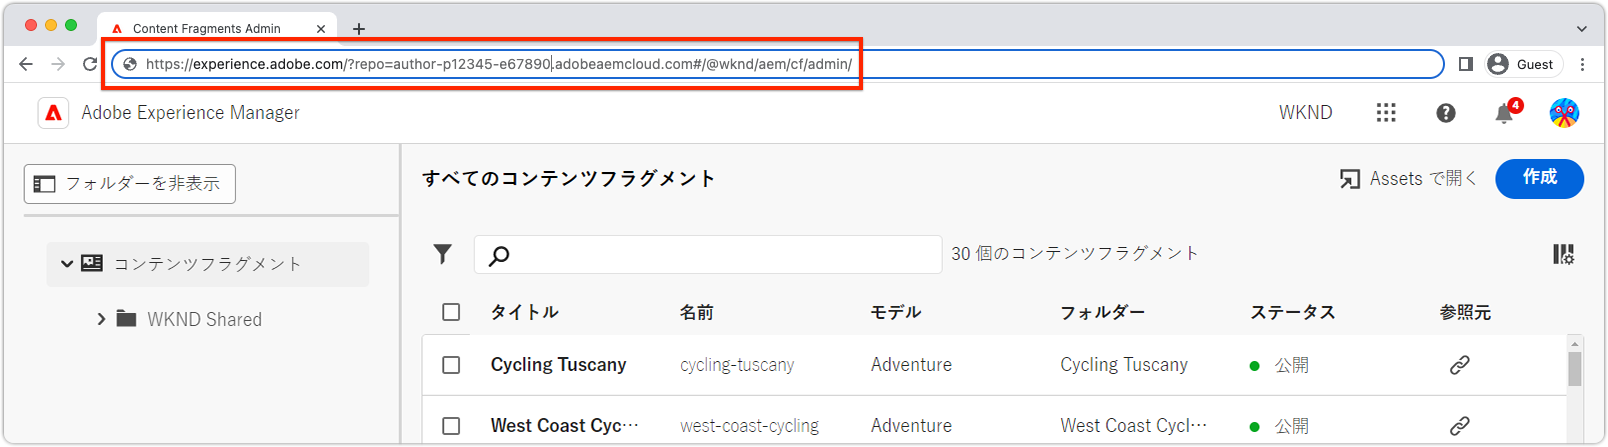 Content Fragments Admin
https://experience.adobe.com/?repo=author-p12345-e67890.adobeaemcloud.com#/@wknd/aem/cf/admin/
Guest
Adobe Experience Manager
WKND
4
フォルダーを非表示
すべてのコンテンツフラグメント
Assets で開く
作成
コンテンツフラグメント
30 個のコンテンツフラグメント
WKND Shared
タイトル 名前 モデル フォルダー ステータス 参照元
Cycling Tuscany cycling-tuscany Adventure Cycling Tuscany 公開
West Coast Cyc··· west-coast-cycling Adventure West Coast Cycl··· 公開